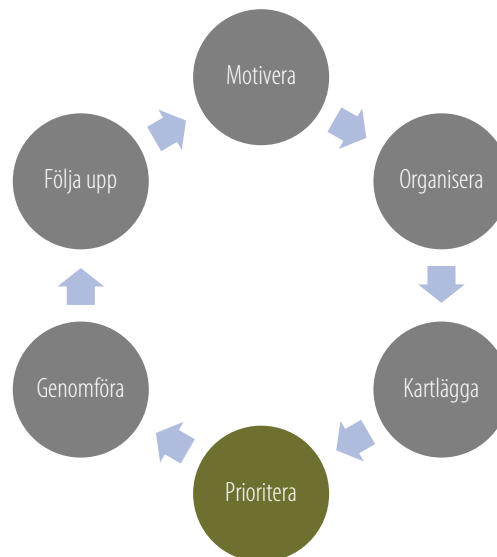 Motivera
Organisera
Kartlägga
Prioritera
Genomföra
Följa upp